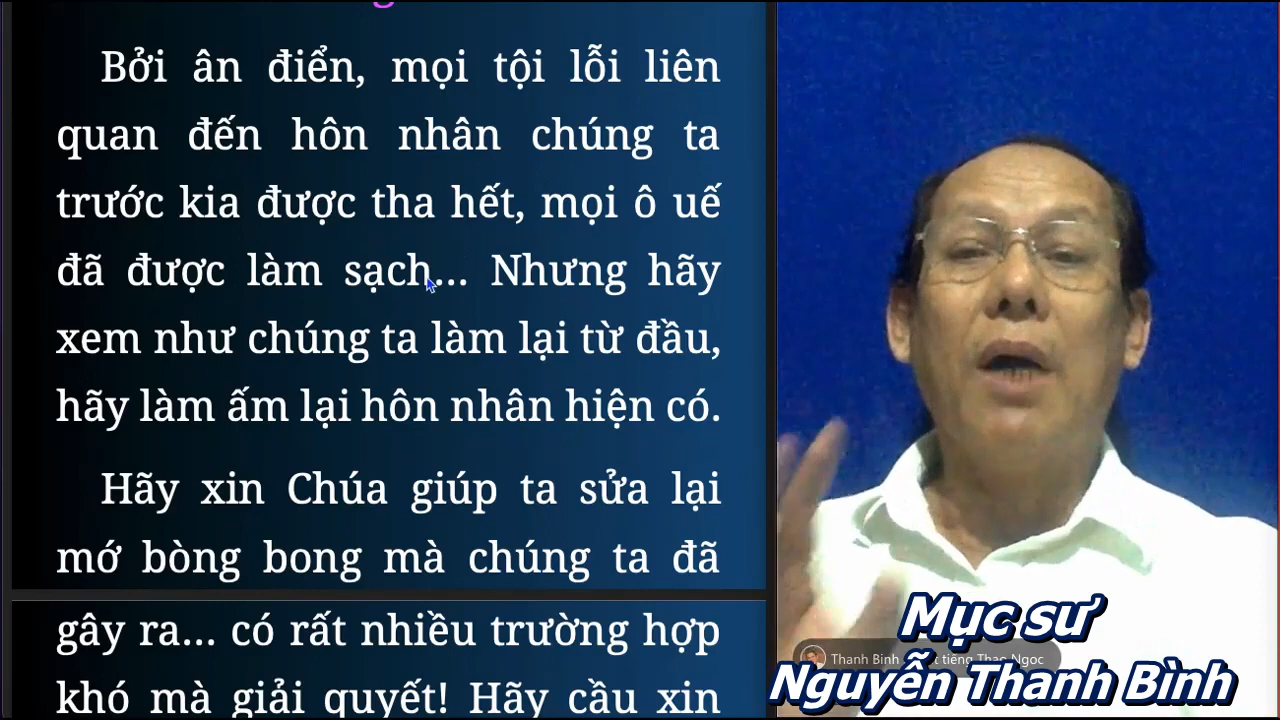 Bởi ân điển, mọi tội lỗi liên
quan đến hôn nhân chúng ta
trước kia được tha hết, mọi ô uế
đã được làm sạch... Nhưng hãy
xem như chúng ta làm lại từ đầu,
hãy làm ấm lại hôn nhân hiện có.
Hãy xin Chúa giúp ta sửa lại
mớ bòng bong mà chúng ta đã
gây ra... có rất nhiều trường hợp
khó mà giải quyết! Hãy cầu xin
Mục sư
Thanh Bình tiếng Thao Ngoc
Nguyễn Thanh Bình